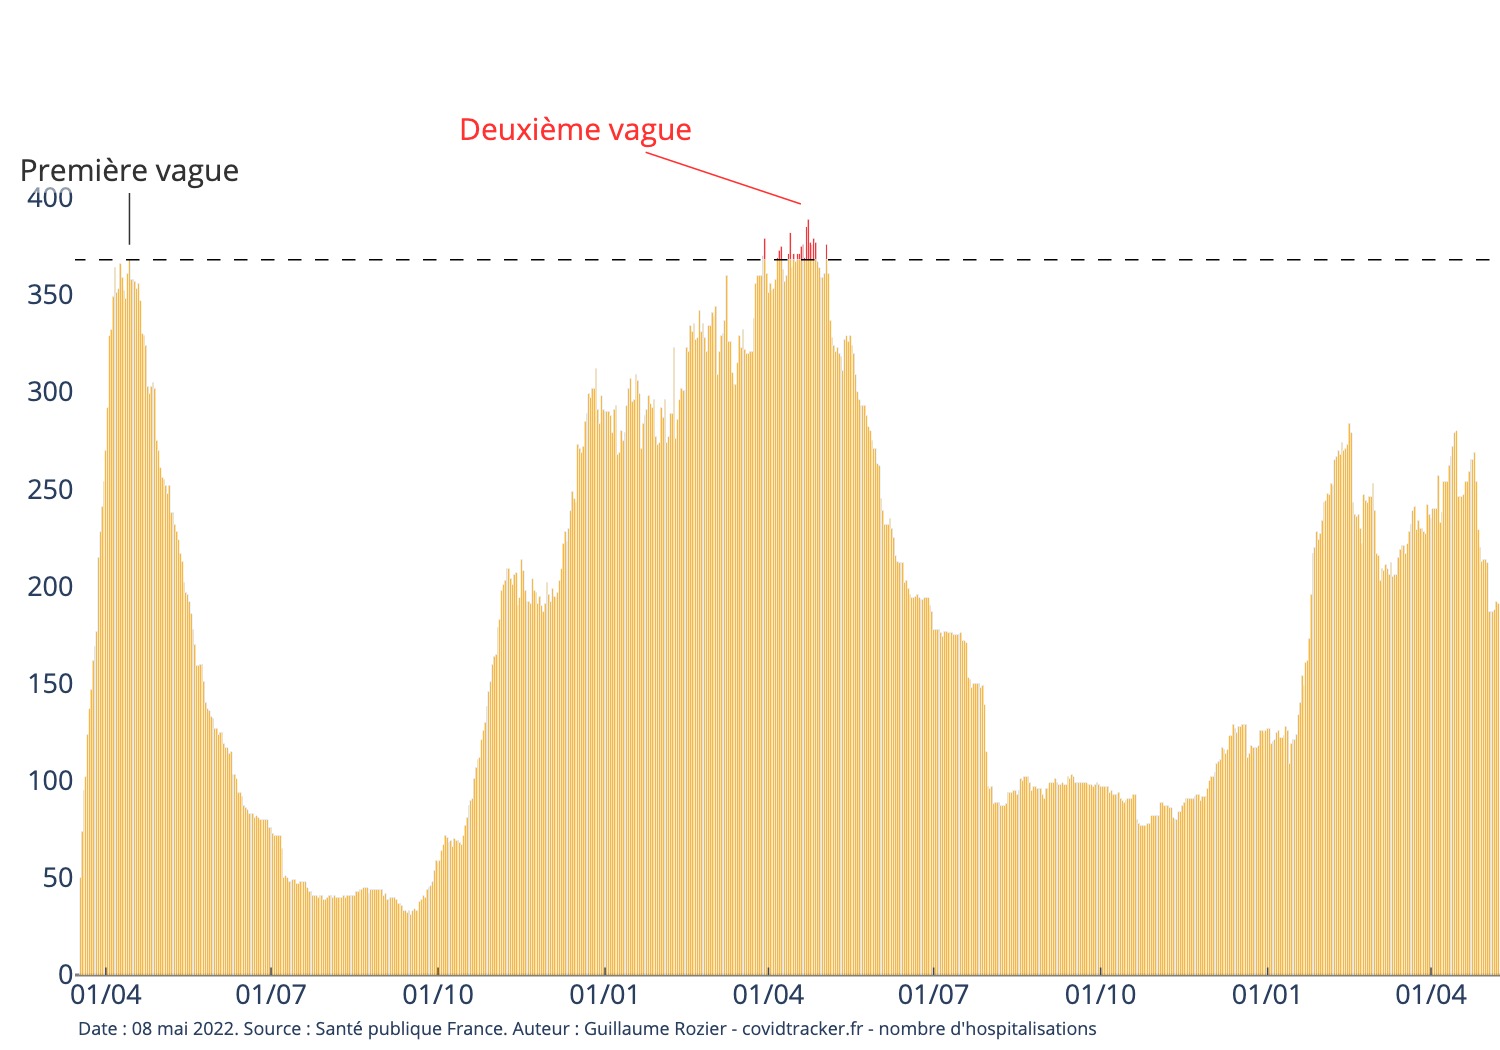 Deuxième vague
Première vague
400
350
300
250
200
150
100
50
0
01/04 01/07 01/10 01/01 01/04 01/07 01/10 01/01 01/04
Date : 08 mai 2022. Source : Santé publique France. Auteur : Guillaume Rozier - covidtracker.fr - nombre d'hospitalisations